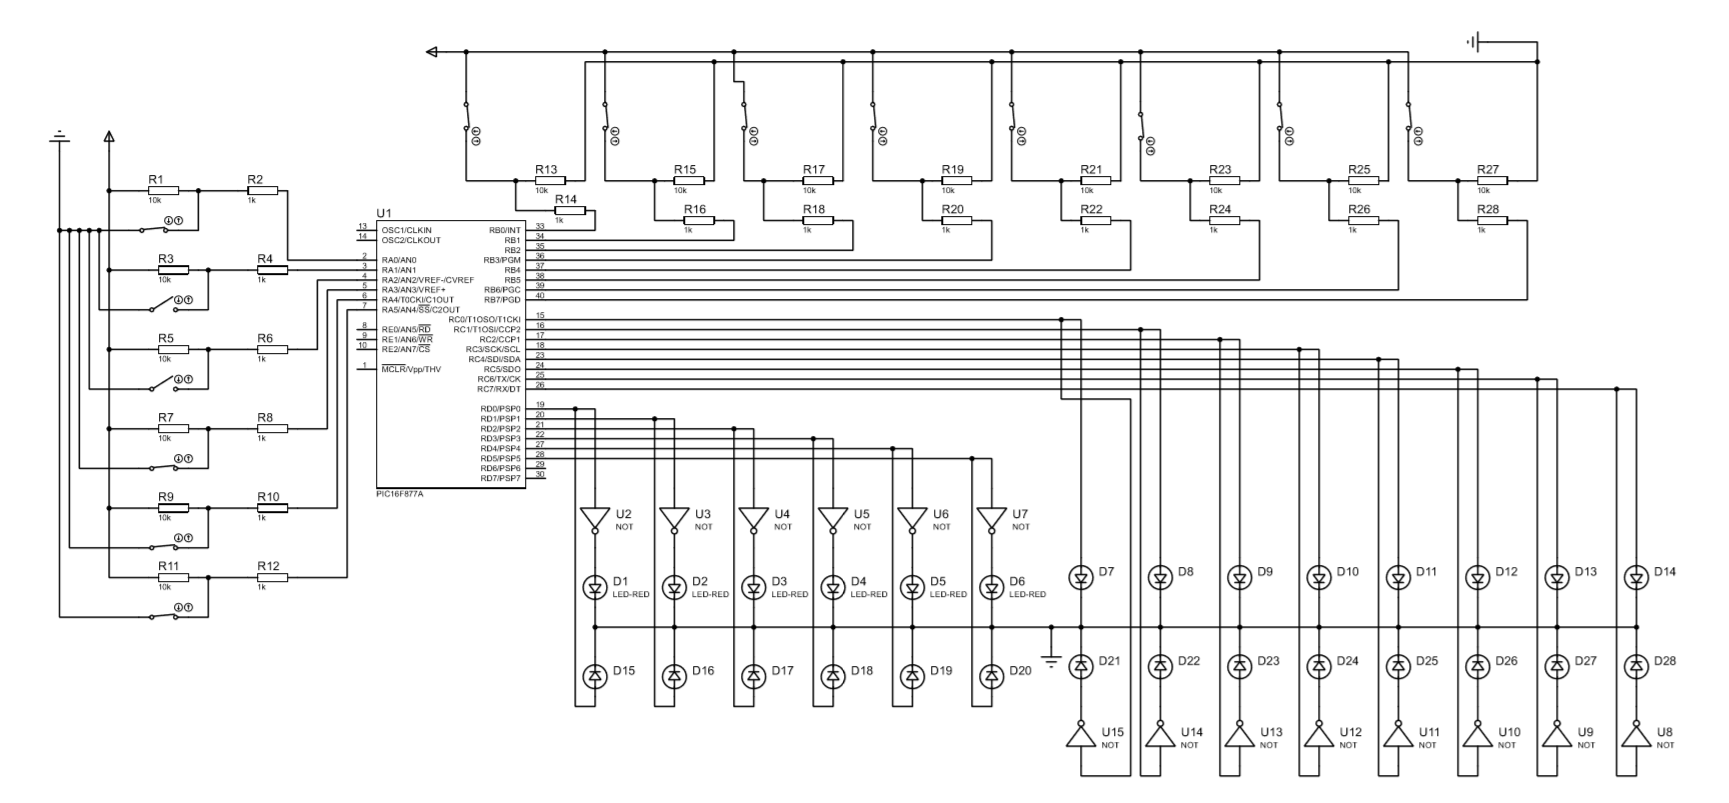 R13
10k
R14
1k
R15
10k
R16
1k
R17
10k
R18
1k
R19
10k
R20
1k
R21
10k
R22
1k
R23
10k
R24
1k
R25
10k
R26
1k
R27
10k
R28
1k
R1
10k
R2
1k
R3
10k
R4
1k
R5
10k
R6
1k
R7
10k
R8
1k
R9
10k
R10
1k
R11
10k
R12
1k
U1
13 OSC1/CLKIN RB0/INT 33
14 OSC2/CLKOUT RB1 34
RB2 35
2 RA0/AN0 RB3/PGM 36
3 RA1/AN1 RB4 37
4 RA2/AN2/VREF-/CVREF RB5 38
5 RA3/AN3/VREF+ RB6/PGC 39
6 RA4/T0CKI/C1OUT RB7/PGD 40
7 RA5/AN4/SS/C2OUT
RC0/T1OSO/T1CKI 15
8 RE0/AN5/RD RC1/T1OSI/CCP2 16
9 RE1/AN6/WR RC2/CCP1 17
10 RE2/AN7/CS RC3/SCK/SCL 18
RC4/SDI/SDA 23
1 MCLR/Vpp/THV RC5/SDO 24
RC6/TX/CK 25
RC7/RX/DT 26
RD0/PSP0 19
RD1/PSP1 20
RD2/PSP2 21
RD3/PSP3 22
RD4/PSP4 27
RD5/PSP5 28
RD6/PSP6 29
RD7/PSP7 30
PIC16F877A
U2
NOT
U3
NOT
U4
NOT
U5
NOT
U6
NOT
U7
NOT
D1
LED-RED
D2
LED-RED
D3
LED-RED
D4
LED-RED
D5
LED-RED
D6
LED-RED
D7
D8
D9
D10
D11
D12
D13
D14
D15
D16
D17
D18
D19
D20
D21
D22
D23
D24
D25
D26
D27
D28
U15
NOT
U14
NOT
U13
NOT
U12
NOT
U11
NOT
U10
NOT
U9
NOT
U8
NOT